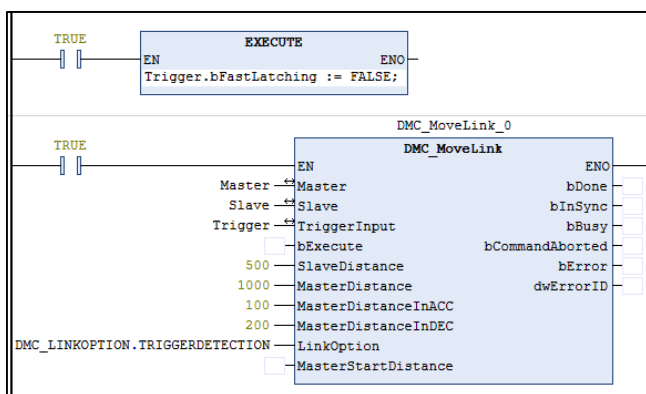 TRUE
EXECUTE
EN ENO
Trigger.bFastLatching := FALSE;
DMC_MoveLink_0
TRUE
DMC_MoveLink
EN ENO
Master Master bDone
Slave Slave bInSync
Trigger TriggerInput bBusy
bExecute bCommandAborted
500 SlaveDistance bError
1000 MasterDistance dwErrorID
100 MasterDistanceInACC
200 MasterDistanceInDEC
DMC_LINKOPTION.TRIGGERDETECTION LinkOption
MasterStartDistance